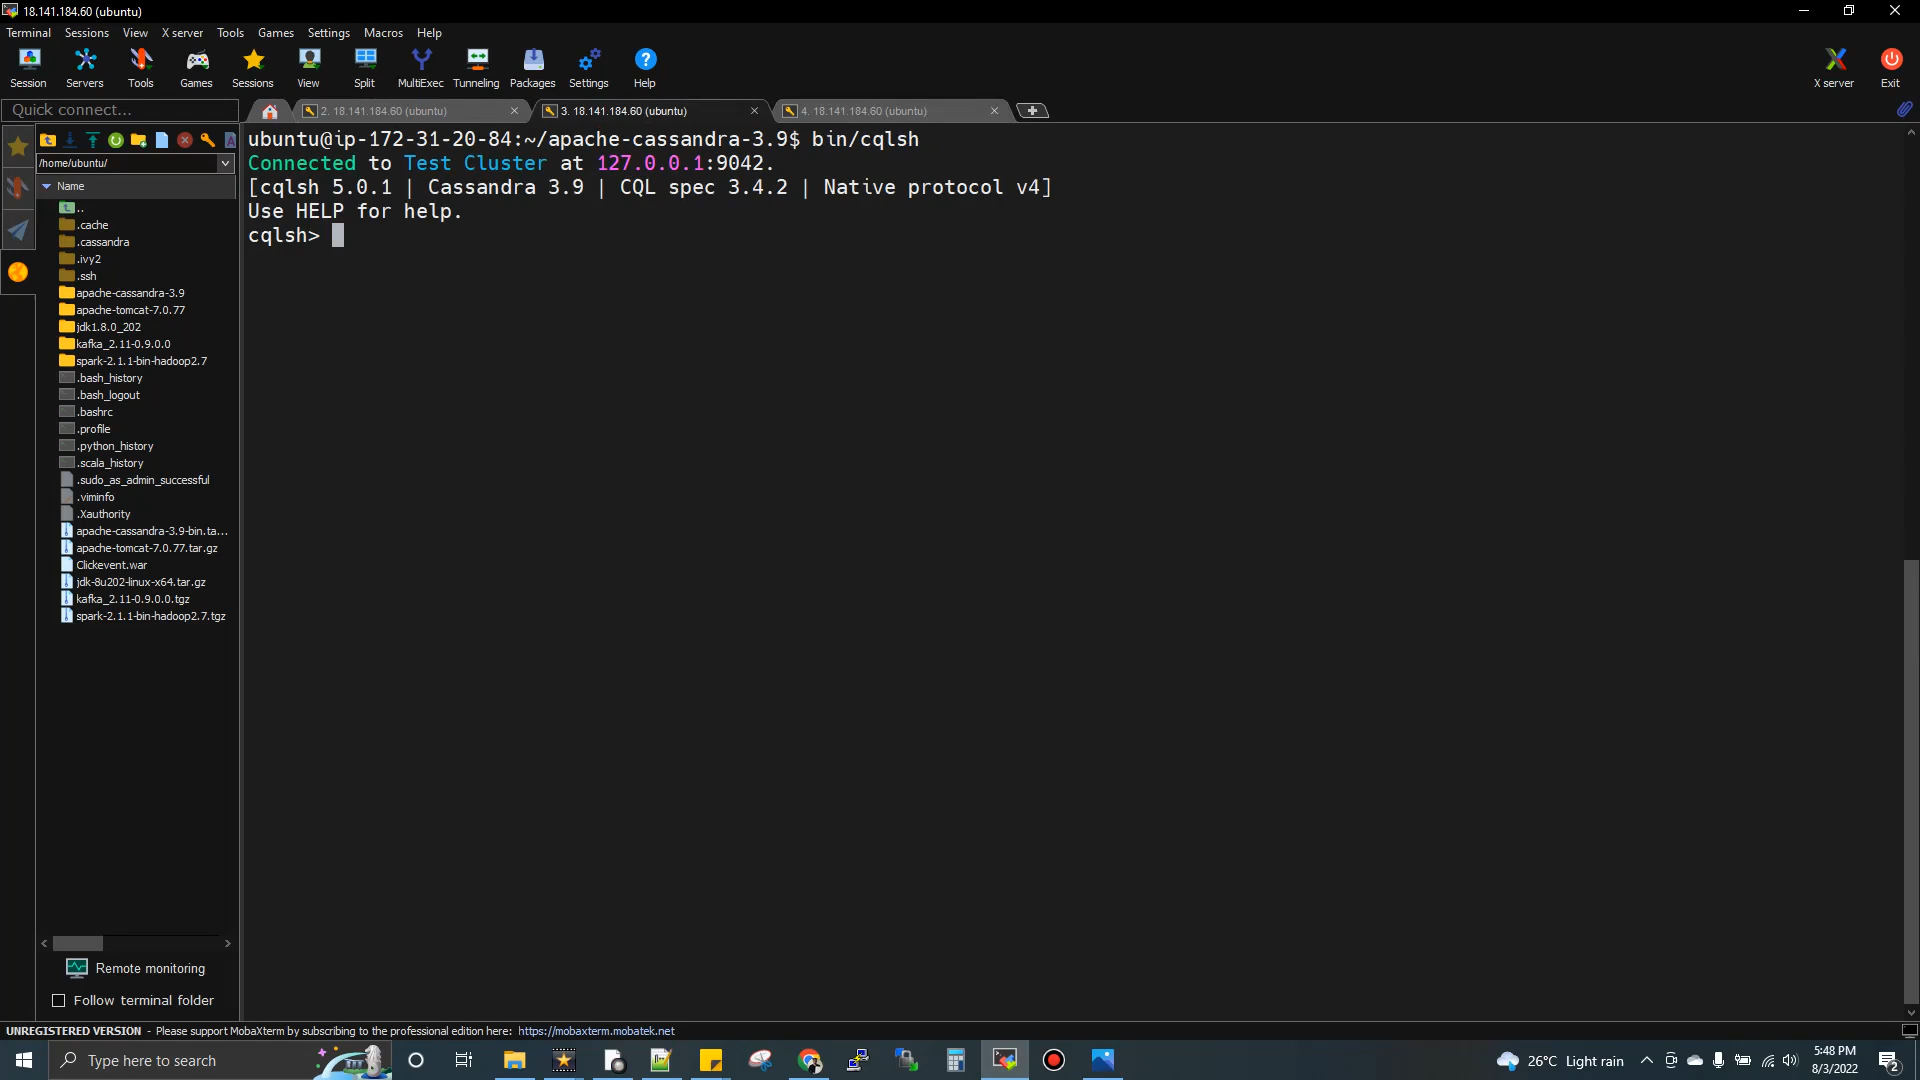 18.141.184.60 (ubuntu)
Terminal Sessions View X server Tools Games Settings Macros Help
Session Servers Tools Games Sessions View Split MultiExec Tunneling Packages Settings Help X server Exit
Quick connect... 2. 18.141.184.60 (ubuntu) 3. 18.141.184.60 (ubuntu) 4. 18.141.184.60 (ubuntu)
/home/ubuntu/
Name
..
.cache
.cassandra
.ivy2
.ssh
apache-cassandra-3.9
apache-tomcat-7.0.77
jdk1.8.0_202
kafka_2.11-0.9.0.0
spark-2.1.1-bin-hadoop2.7
.bash_history
.bash_logout
.bashrc
.profile
.python_history
.scala_history
.sudo_as_admin_successful
.viminfo
.Xauthority
apache-cassandra-3.9-bin.ta...
apache-tomcat-7.0.77.tar.gz
Clickevent.war
jdk-8u202-linux-x64.tar.gz
kafka_2.11-0.9.0.0.tgz
spark-2.1.1-bin-hadoop2.7.tgz
Remote monitoring
Follow terminal folder
ubuntu@ip-172-31-20-84:~/apache-cassandra-3.9$ bin/cqlsh
Connected to Test Cluster at 127.0.0.1:9042.
[cqlsh 5.0.1 | Cassandra 3.9 | CQL spec 3.4.2 | Native protocol v4]
Use HELP for help.
cqlsh>
UNREGISTERED VERSION - Please support MobaXterm by subscribing to the professional edition here: https://mobaxterm.mobatek.net
Type here to search
26°C Light rain
5:48 PM
8/3/2022
2